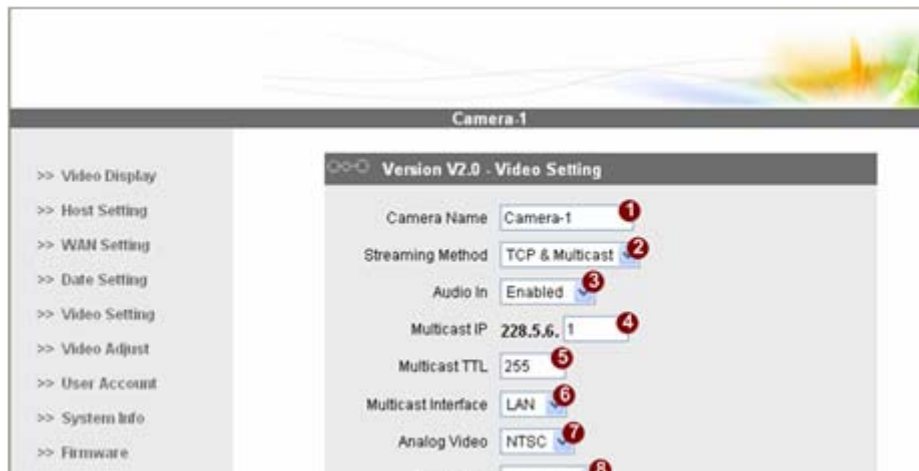 Camera-1
>> Video Display
>> Host Setting
>> WAN Setting
>> Date Setting
>> Video Setting
>> Video Adjust
>> User Account
>> System Info
>> Firmware
Version V2.0 - Video Setting
Camera Name Camera-1 1
Streaming Method TCP & Multicast 2
Audio In Enabled 3
Multicast IP 228.5.6. 1 4
Multicast TTL 255 5
Multicast Interface LAN 6
Analog Video NTSC 7
8